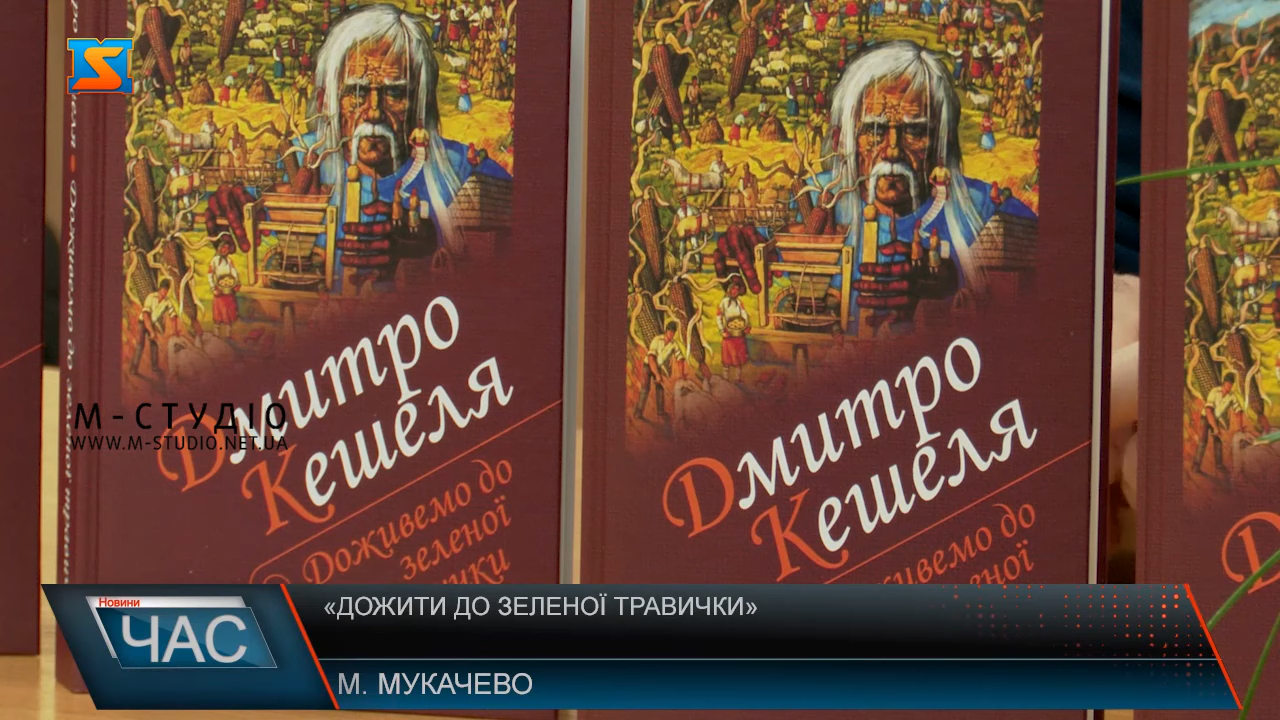 Дмитро
Кешеля
Доживемо до
зеленої
Дмитро
Кешеля
до
М-СТУДІО
WWW.M-STUDIO.NET.UA
Новини
ЧАС
«ДОЖИТИ ДО ЗЕЛЕНОЇ ТРАВИЧКИ»
М. МУКАЧЕВО